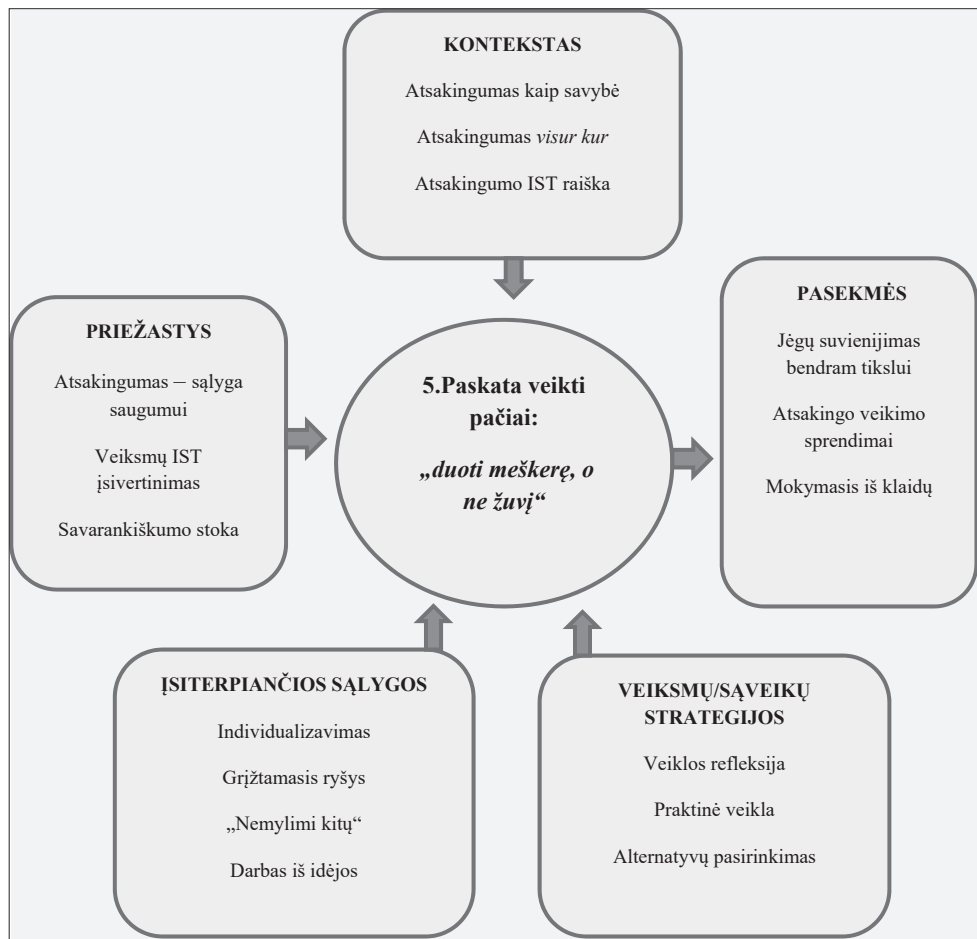 KONTEKSTAS
Atsakingumas kaip savybė
Atsakingumas visur kur
Atsakingumo IST raiška
PRIEŽASTYS
Atsakingumas – sąlyga
saugumui
Veiksmų IST
įsivertinimas
Savarankiškumo stoka
5.Paskata veikti
pačiai:
„duoti meškerę, o
ne žuvį“
PASEKMĖS
Jėgų suvienijimas
bendram tikslui
Atsakingo veikimo
sprendimai
Mokymasis iš klaidų
ĮSITERPIANČIOS SĄLYGOS
Individualizavimas
Grįžtamasis ryšys
„Nemylimi kitų“
Darbas iš idėjos
VEIKSMŲ/SĄVEIKŲ
STRATEGIJOS
Veiklos refleksija
Praktinė veikla
Alternatyvų pasirinkimas